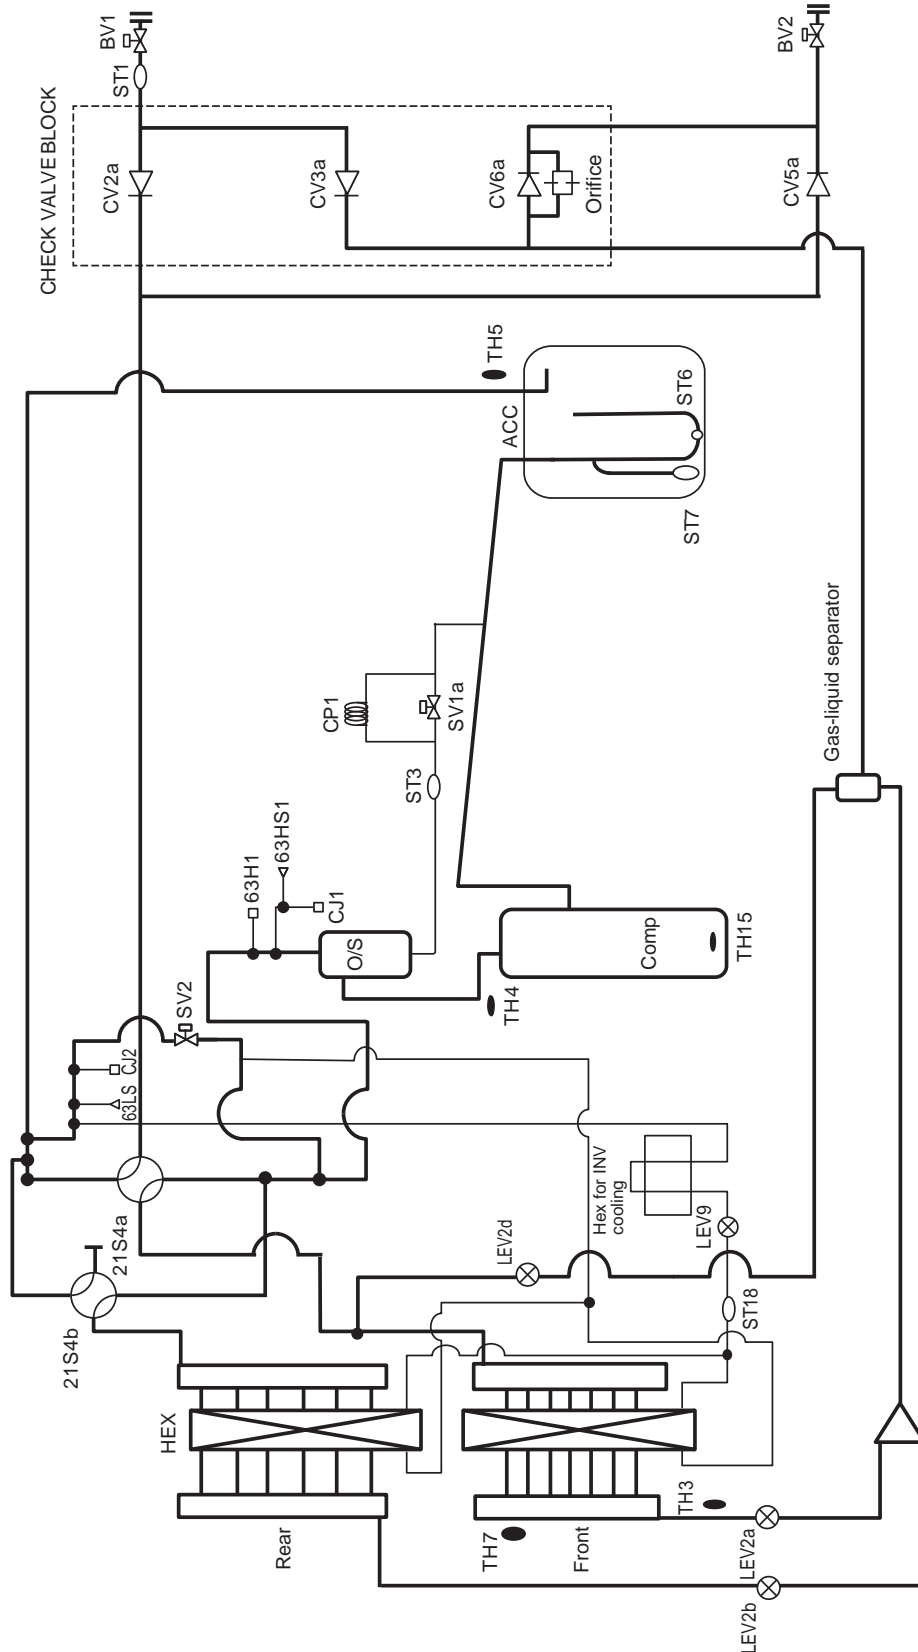 BV1
ST1
CHECK VALVE BLOCK
CV2a
CV3a
CV6a
Orifice
BV2
CV5a
TH5
ACC
ST6
ST7
CP1
SV1a
ST3
Gas-liquid separator
63H1
63HS1
CJ1
O/S
Comp
TH15
TH4
SV2
CJ2
63LS
21S4a
21S4b
Hex for INV
cooling
LEV9
LEV2d
ST18
HEX
Rear
TH7
Front
TH3
LEV2a
LEV2b